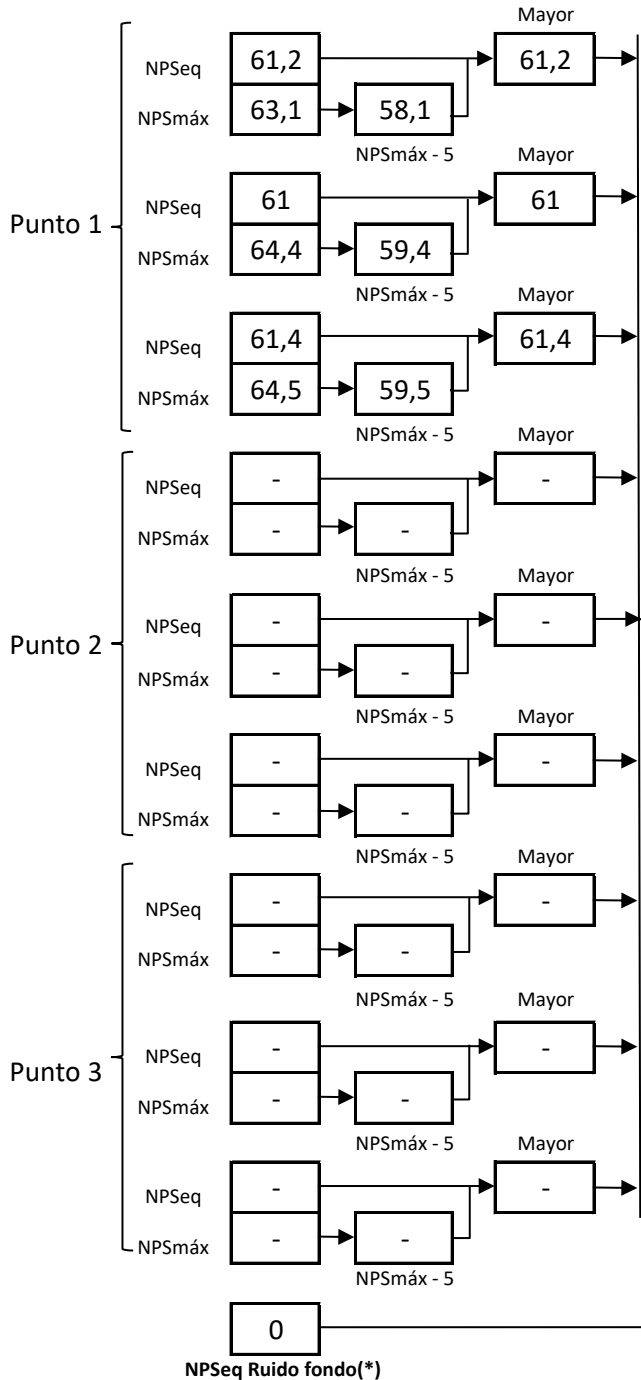 Mayor
NPSeq 61,2 61,2
NPSmáx 63,1 58,1
NPSmáx - 5 Mayor
Punto 1
NPSeq 61 61
NPSmáx 64,4 59,4
NPSmáx - 5 Mayor
NPSeq 61,4 61,4
NPSmáx 64,5 59,5
NPSmáx - 5 Mayor
NPSeq - -
NPSmáx - -
NPSmáx - 5 Mayor
Punto 2
NPSeq - -
NPSmáx - -
NPSmáx - 5 Mayor
NPSeq - -
NPSmáx - -
NPSmáx - 5 Mayor
NPSeq - -
NPSmáx - -
NPSmáx - 5 Mayor
Punto 3
NPSeq - -
NPSmáx - -
NPSmáx - 5 Mayor
NPSeq - -
NPSmáx - -
NPSmáx - 5
0
NPSeq Ruido fondo(*)